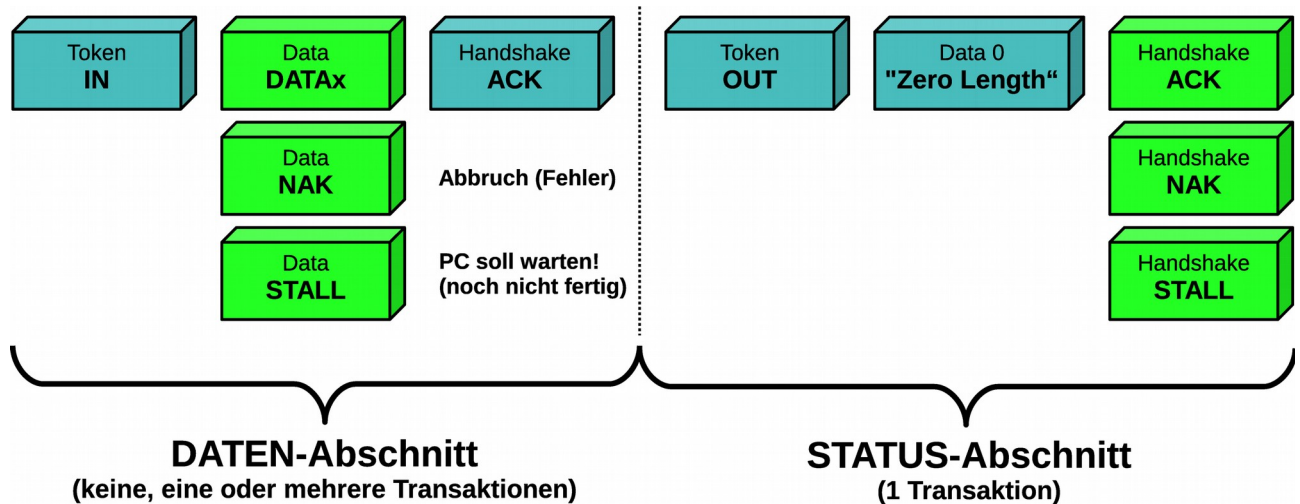 Token
IN
Data
DATAx
Handshake
ACK
Data
NAK
Abbruch (Fehler)
Data
STALL
PC soll warten!
(noch nicht fertig)
DATEN-Abschnitt
(keine, eine oder mehrere Transaktionen)
Token
OUT
Data 0
"Zero Length“
Handshake
ACK
Handshake
NAK
Handshake
STALL
STATUS-Abschnitt
(1 Transaktion)